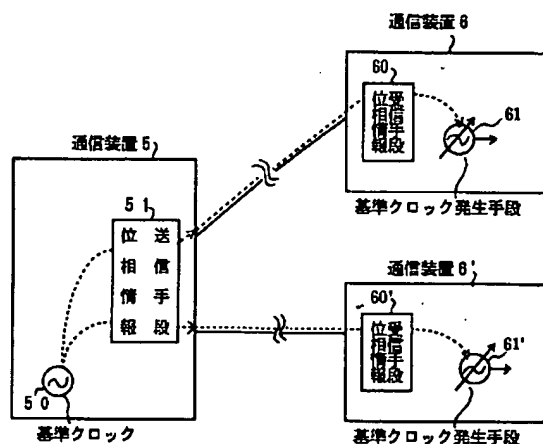 通信装置5
51
位相情報
送信手段
50
基準クロック
通信装置6
60
位相情報
受信手段
61
基準クロック発生手段
通信装置6'
60'
位相情報
受信手段
61'
基準クロック発生手段